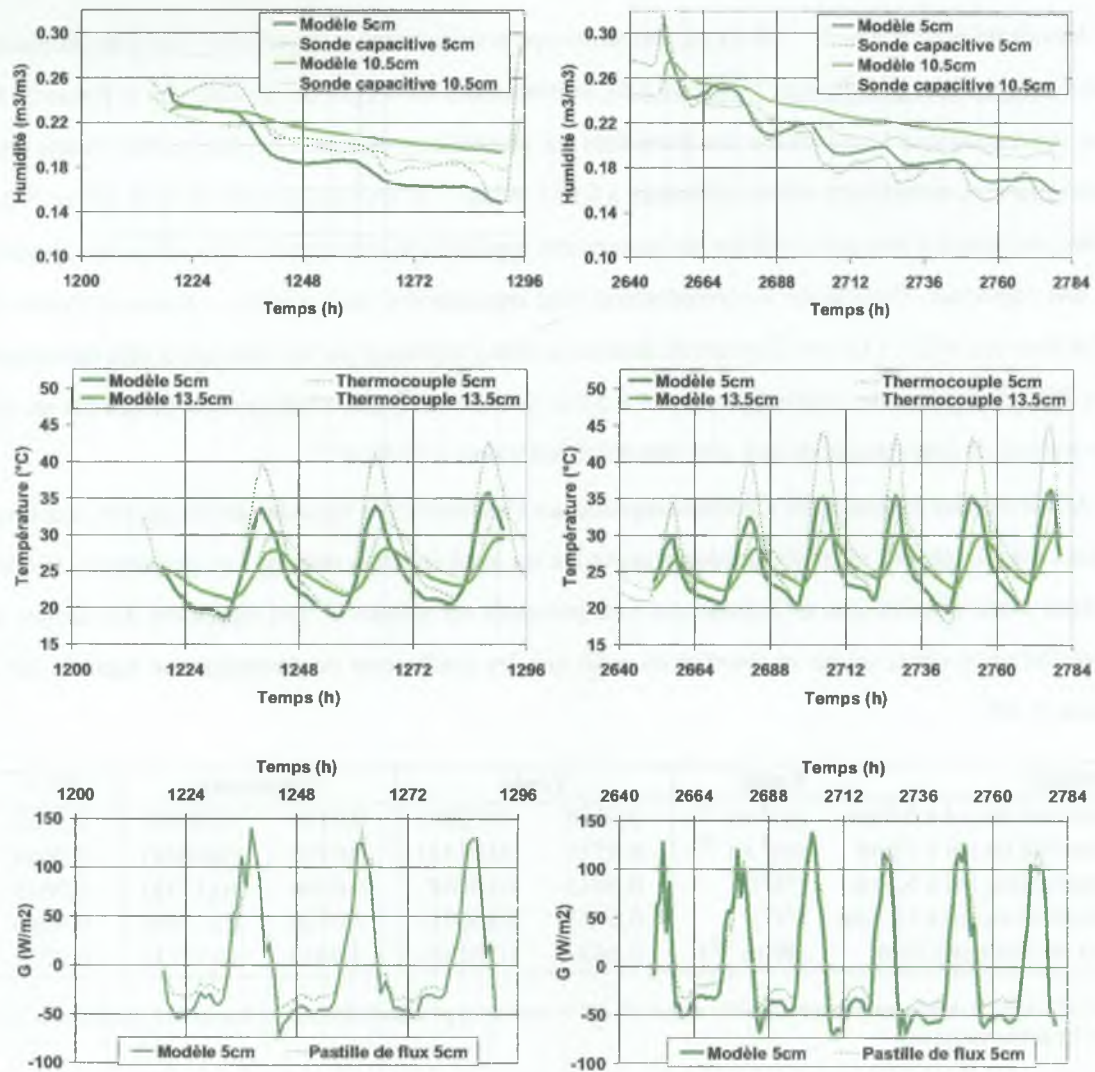 Modèle 5cm
Sonde capacitive 5cm
Modèle 10.5cm
Sonde capacitive 10.5cm
Humidité (m3/m3)
0.30
0.26
0.22
0.18
0.14
0.10
1200 1224 1248 1272 1296
Temps (h)
Modèle 5cm
Sonde capacitive 5cm
Modèle 10.5cm
Sonde capacitive 10.5cm
Humidité (m3/m3)
0.30
0.26
0.22
0.18
0.14
0.10
2640 2664 2688 2712 2736 2760 2784
Temps (h)
Modèle 5cm Thermocouple 5cm
Modèle 13.5cm Thermocouple 13.5cm
Température (°C)
50
45
40
35
30
25
20
15
1200 1224 1248 1272 1296
Temps (h)
Modèle 5cm Thermocouple 5cm
Modèle 13.5cm Thermocouple 13.5cm
Température (°C)
50
45
40
35
30
25
20
15
2640 2664 2688 2712 2736 2760 2784
Temps (h)
Temps (h)
1200 1224 1248 1272 1296
G (W/m2)
150
100
50
0
-50
-100
Modèle 5cm Pastille de flux 5cm
Temps (h)
2640 2664 2688 2712 2736 2760 2784
G (W/m2)
150
100
50
0
-50
-100
Modèle 5cm Pastille de flux 5cm